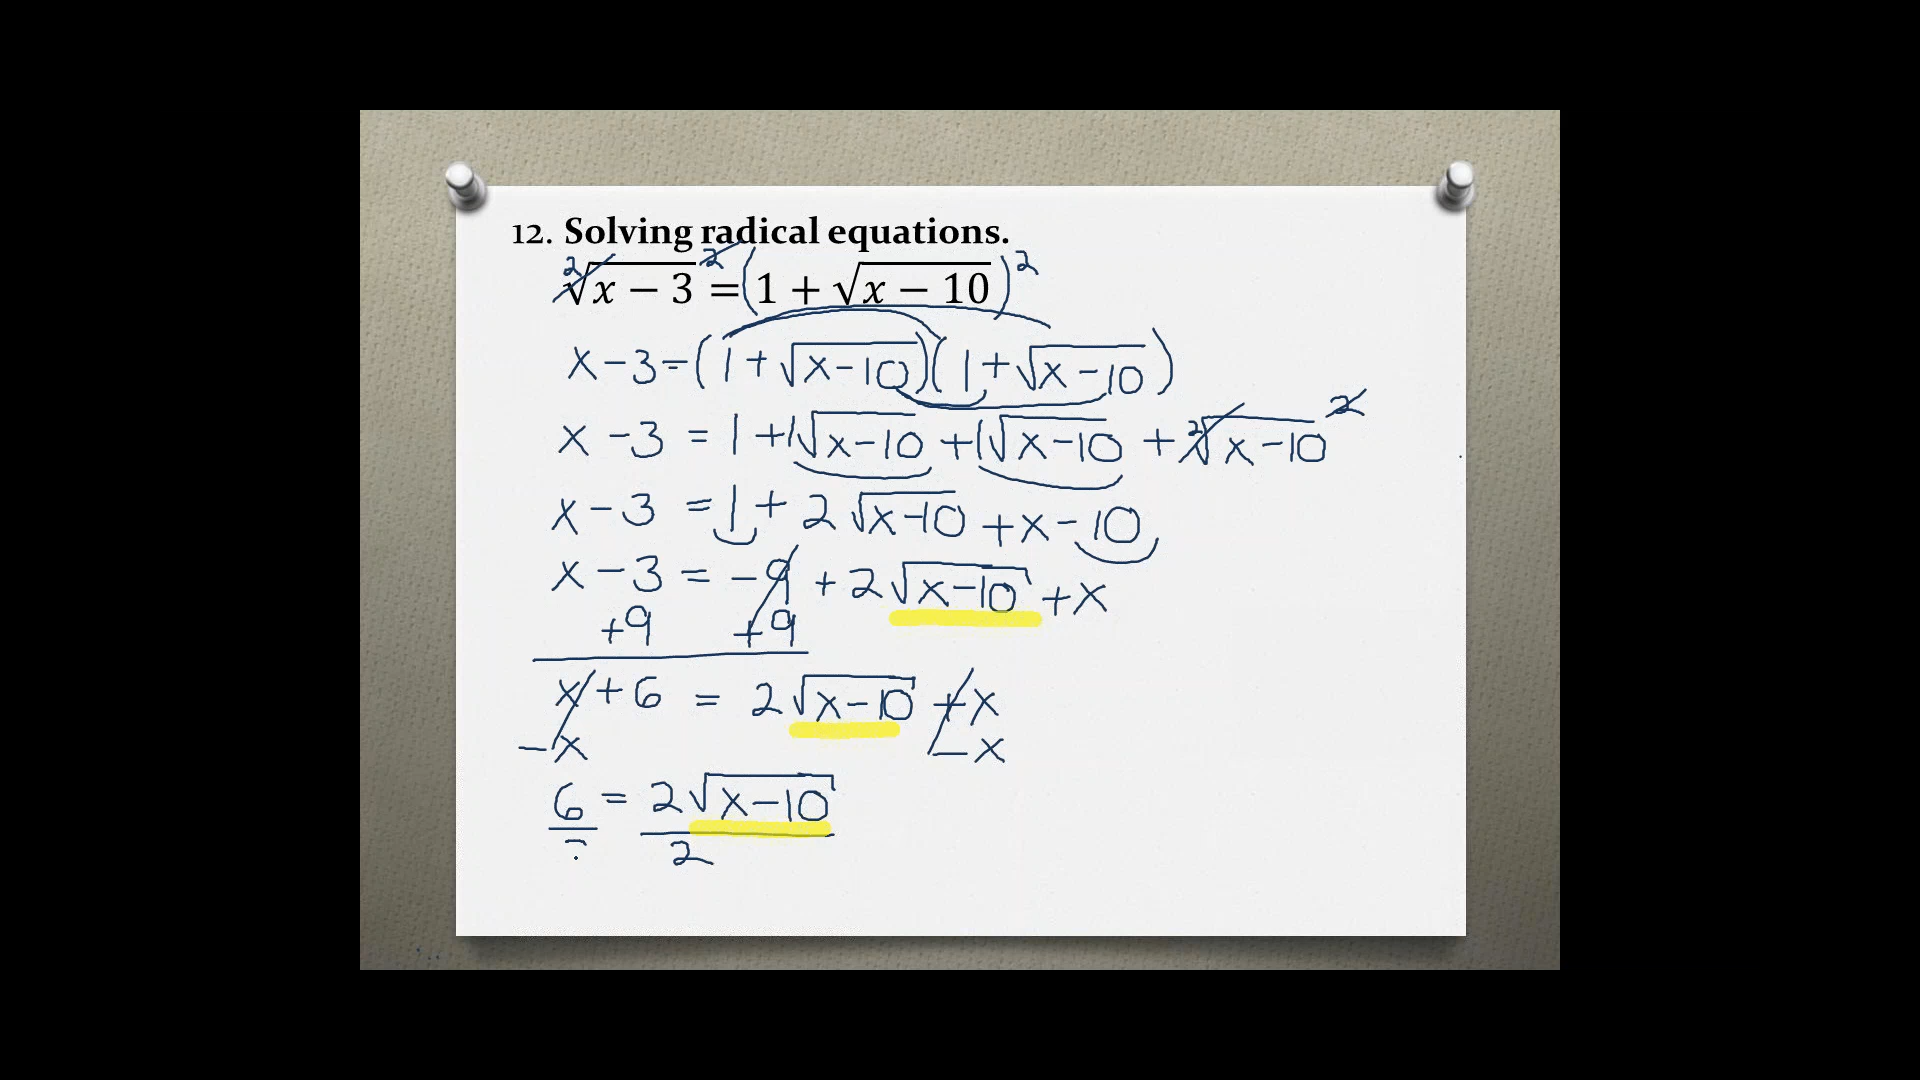 12. Solving radical equations.
²√x − 3² = (1 + √x − 10)²
x − 3 = (1 + √x − 10)(1 + √x − 10)
x − 3 = 1 + 1√x − 10 + 1√x − 10 + ²√x − 10²
x − 3 = 1 + 2√x − 10 + x − 10
x − 3 = −9 + 2√x − 10 + x
+9 +9
x + 6 = 2√x − 10 + x
−x −x
6 = 2√x − 10
2